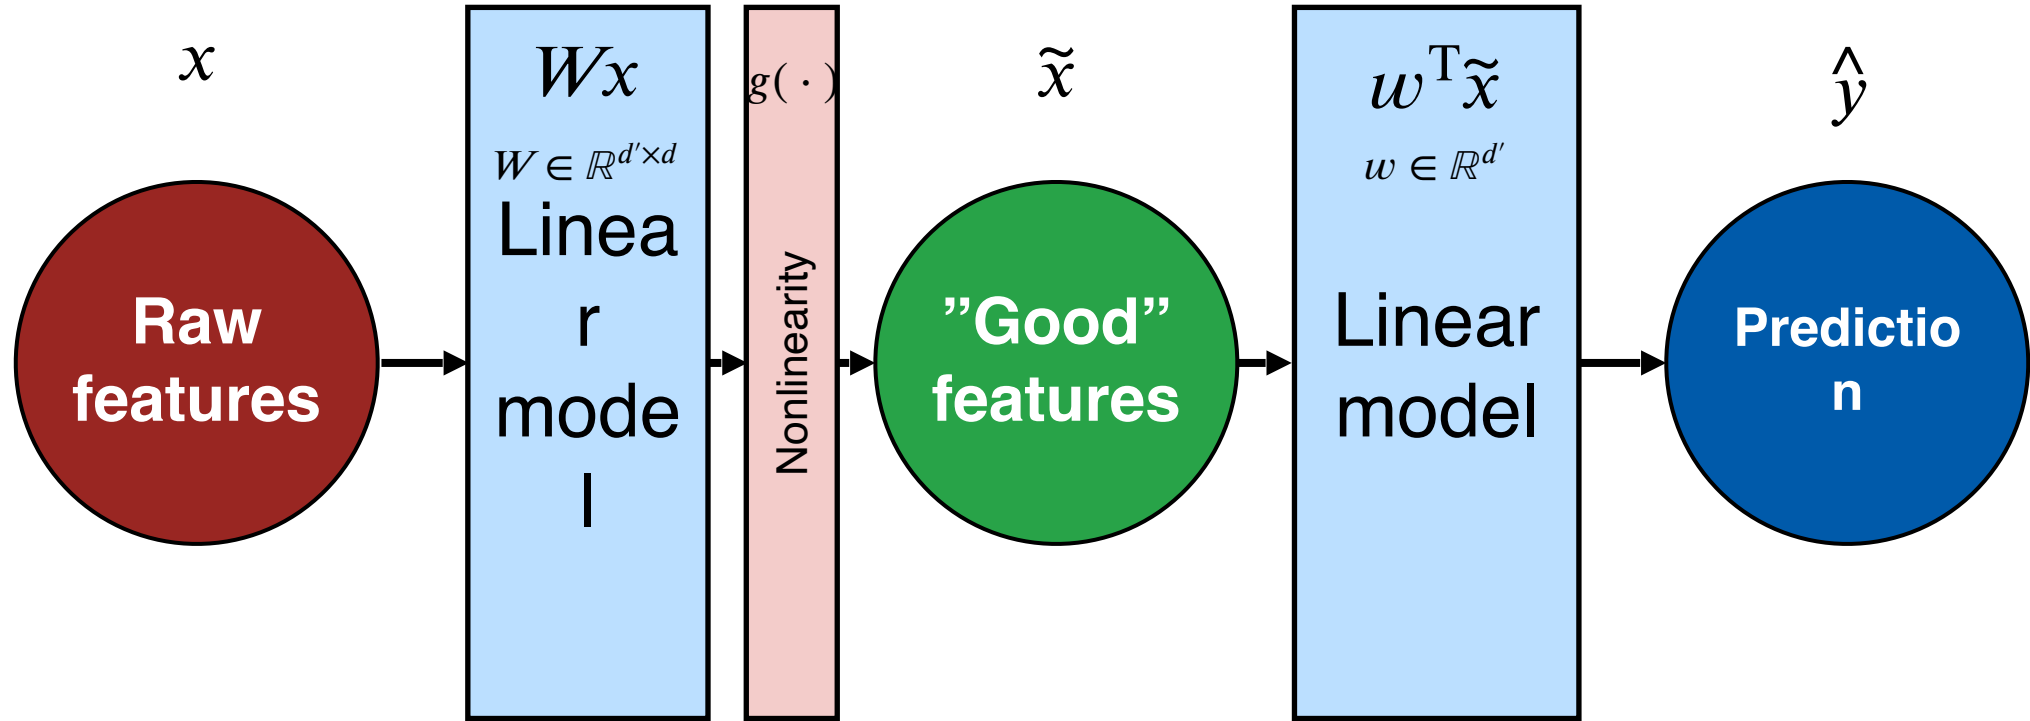 x
Wx
W ∈ ℝ^{d′×d}
Linea
r
mode
l
g( · )
Nonlinearity
x̃
w^T x̃
w ∈ ℝ^{d′}
Linear
model
ŷ
Raw
features
”Good”
features
Predictio
n